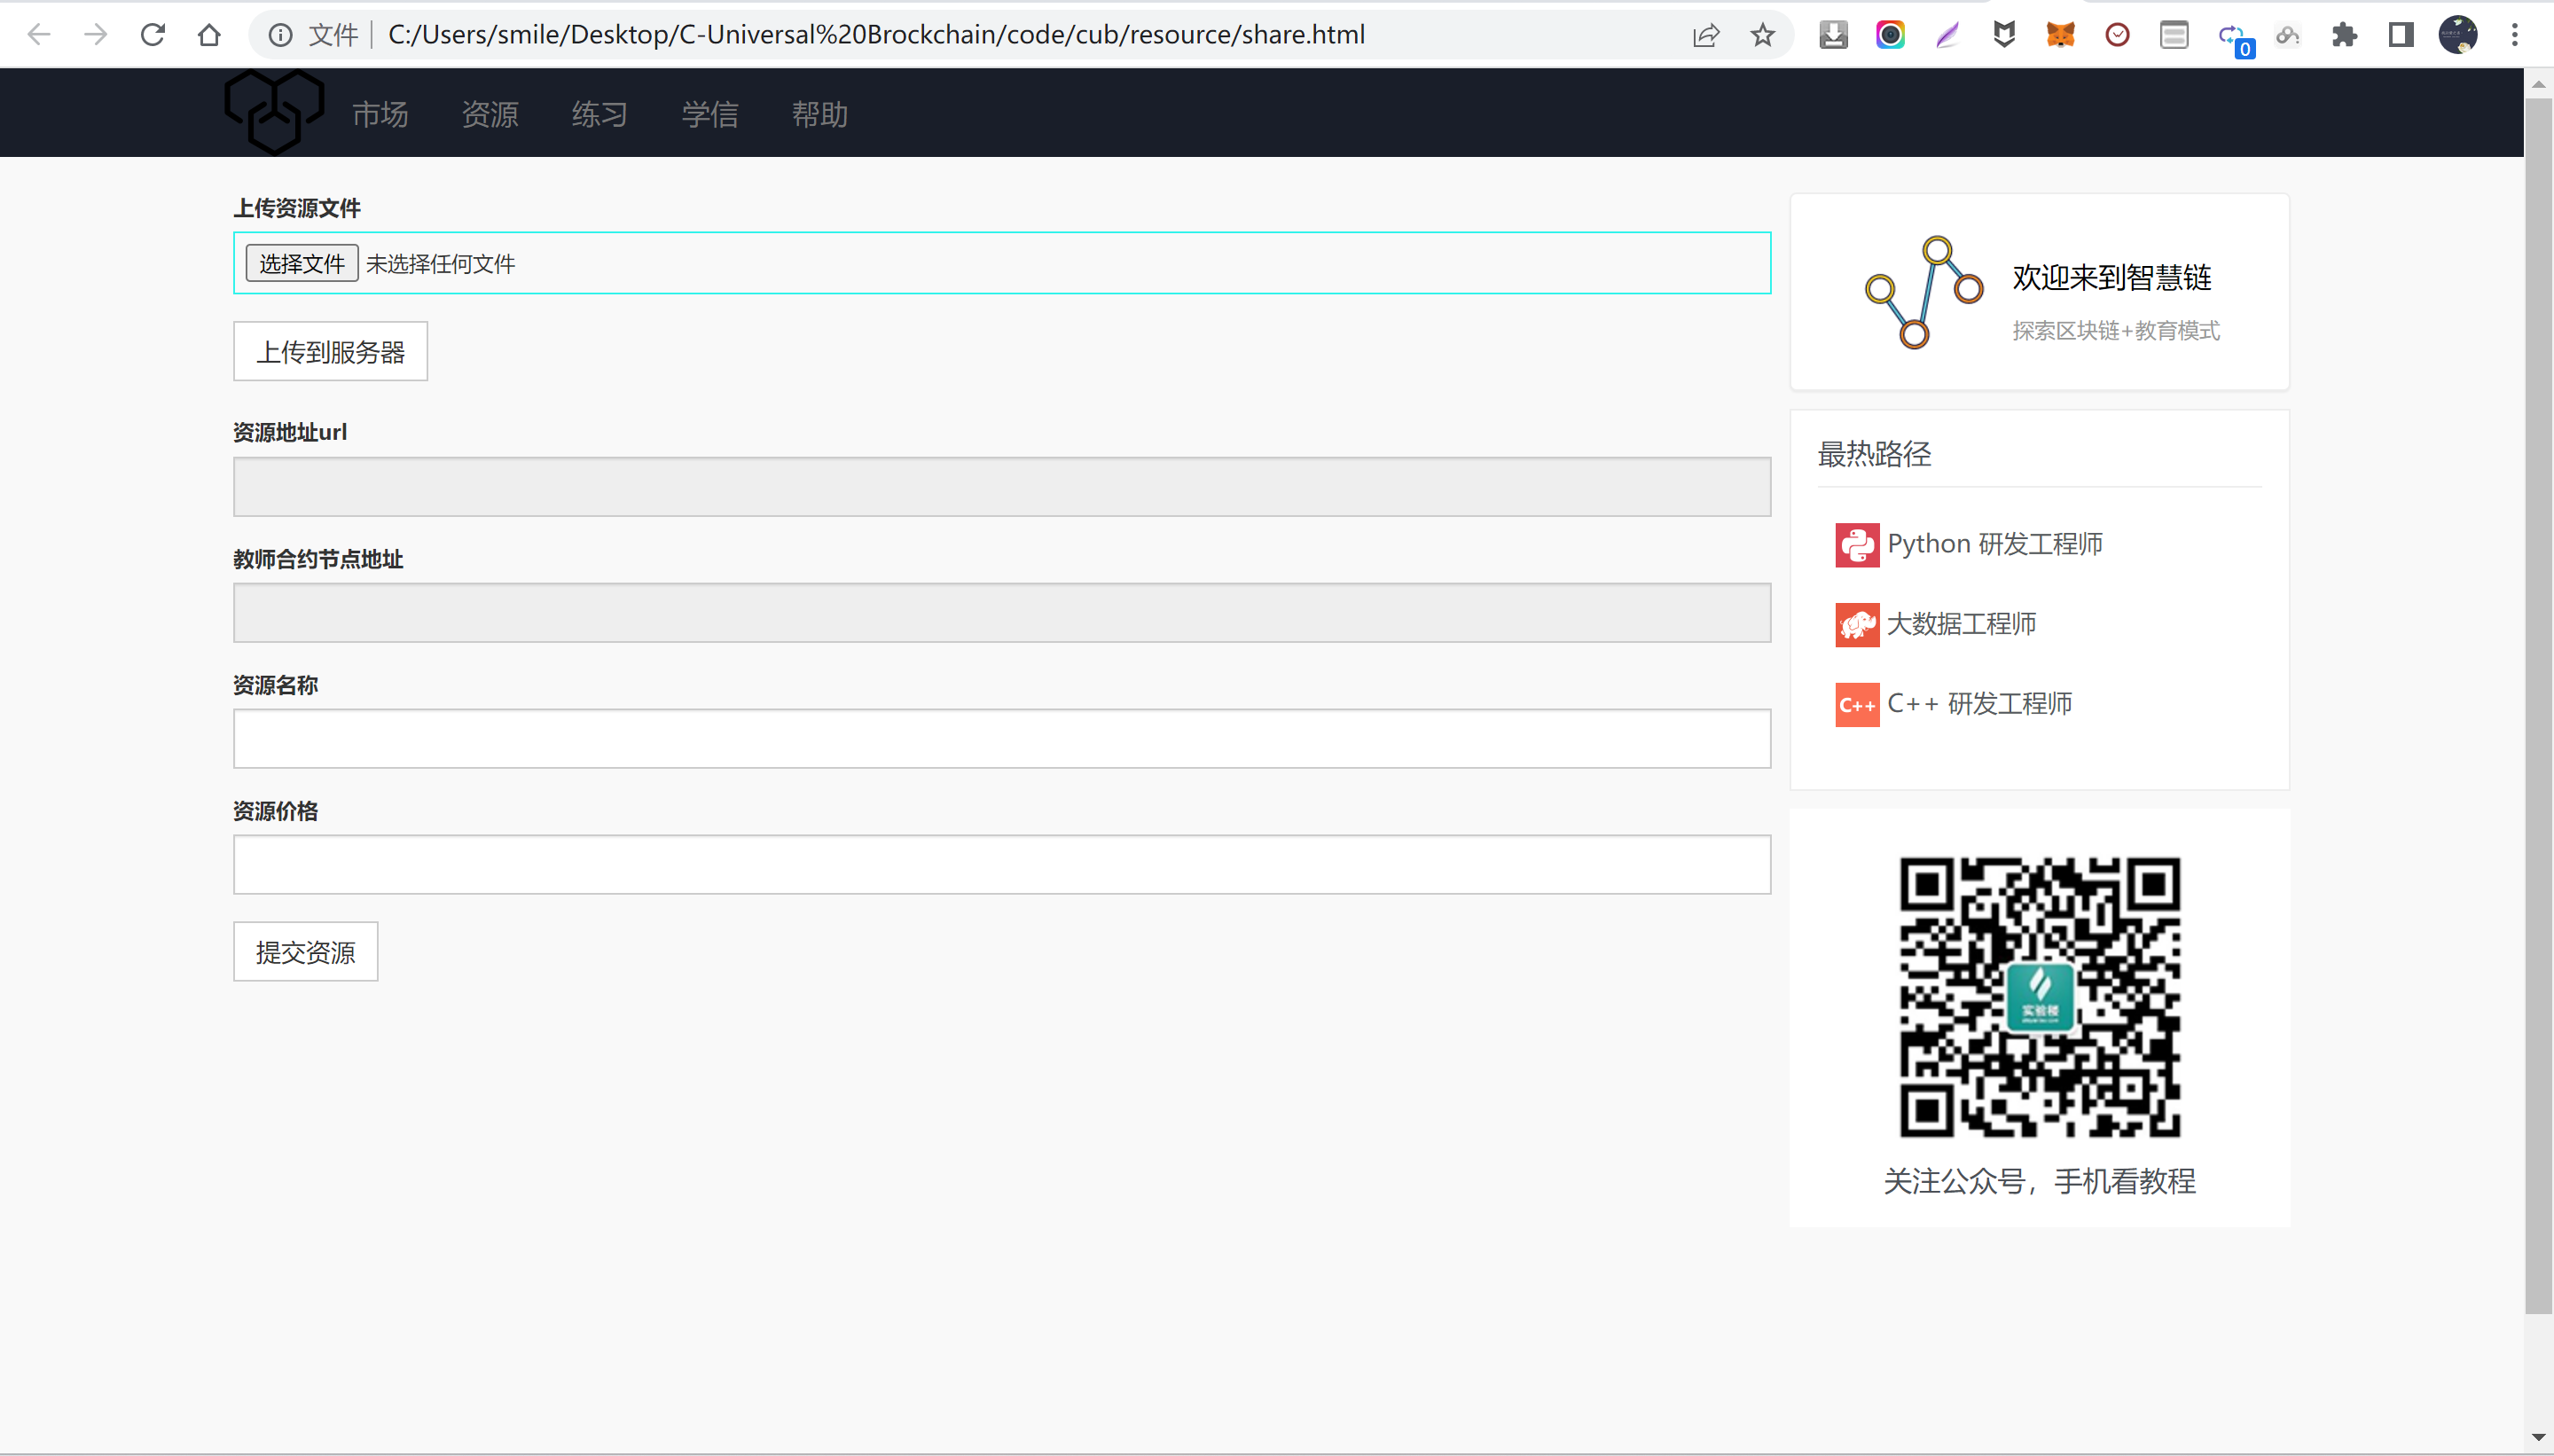 文件 C:/Users/smile/Desktop/C-Universal%20Brockchain/code/cub/resource/share.html
0
市场 资源 练习 学信 帮助
上传资源文件
选择文件 未选择任何文件
上传到服务器
资源地址url
教师合约节点地址
资源名称
资源价格
提交资源
欢迎来到智慧链
探索区块链+教育模式
最热路径
Python 研发工程师
大数据工程师
C++ C++ 研发工程师
实验楼
关注公众号，手机看教程